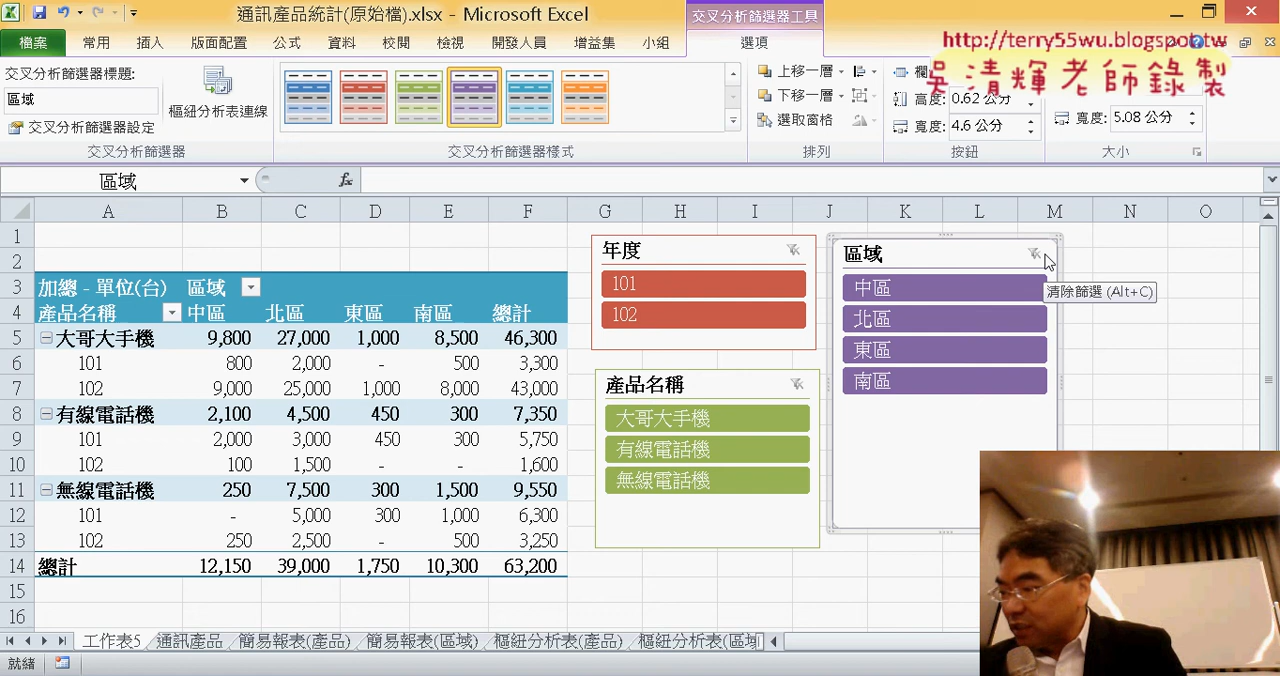 通訊產品統計(原始檔).xlsx - Microsoft Excel
交叉分析篩選器工具
檔案 常用 插入 版面配置 公式 資料 校閱 檢視 開發人員 增益集 小組 選項
http://terry55wu.blogspot.tw
吳清輝老師錄製
交叉分析篩選器標題:
區域
交叉分析篩選器設定
樞紐分析表連線
上移一層
下移一層
選取窗格
欄
高度: 0.62 公分
寬度: 4.6 公分
寬度: 5.08 公分
交叉分析篩選器 交叉分析篩選器樣式 排列 按鈕 大小
區域 fx
A B C D E F G H I J K L M N O
1
2
3 加總 - 單位(台) 區域
4 產品名稱 中區 北區 東區 南區 總計
5 大哥大手機 9,800 27,000 1,000 8,500 46,300
6 101 800 2,000 - 500 3,300
7 102 9,000 25,000 1,000 8,000 43,000
8 有線電話機 2,100 4,500 450 300 7,350
9 101 2,000 3,000 450 300 5,750
10 102 100 1,500 - - 1,600
11 無線電話機 250 7,500 300 1,500 9,550
12 101 - 5,000 300 1,000 6,300
13 102 250 2,500 - 500 3,250
14 總計 12,150 39,000 1,750 10,300 63,200
15
16
年度
101
102
產品名稱
大哥大手機
有線電話機
無線電話機
區域
中區
北區
東區
南區
清除篩選 (Alt+C)
工作表5 通訊產品 簡易報表(產品) 簡易報表(區域) 樞紐分析表(產品) 樞紐分析表(區域
就緒